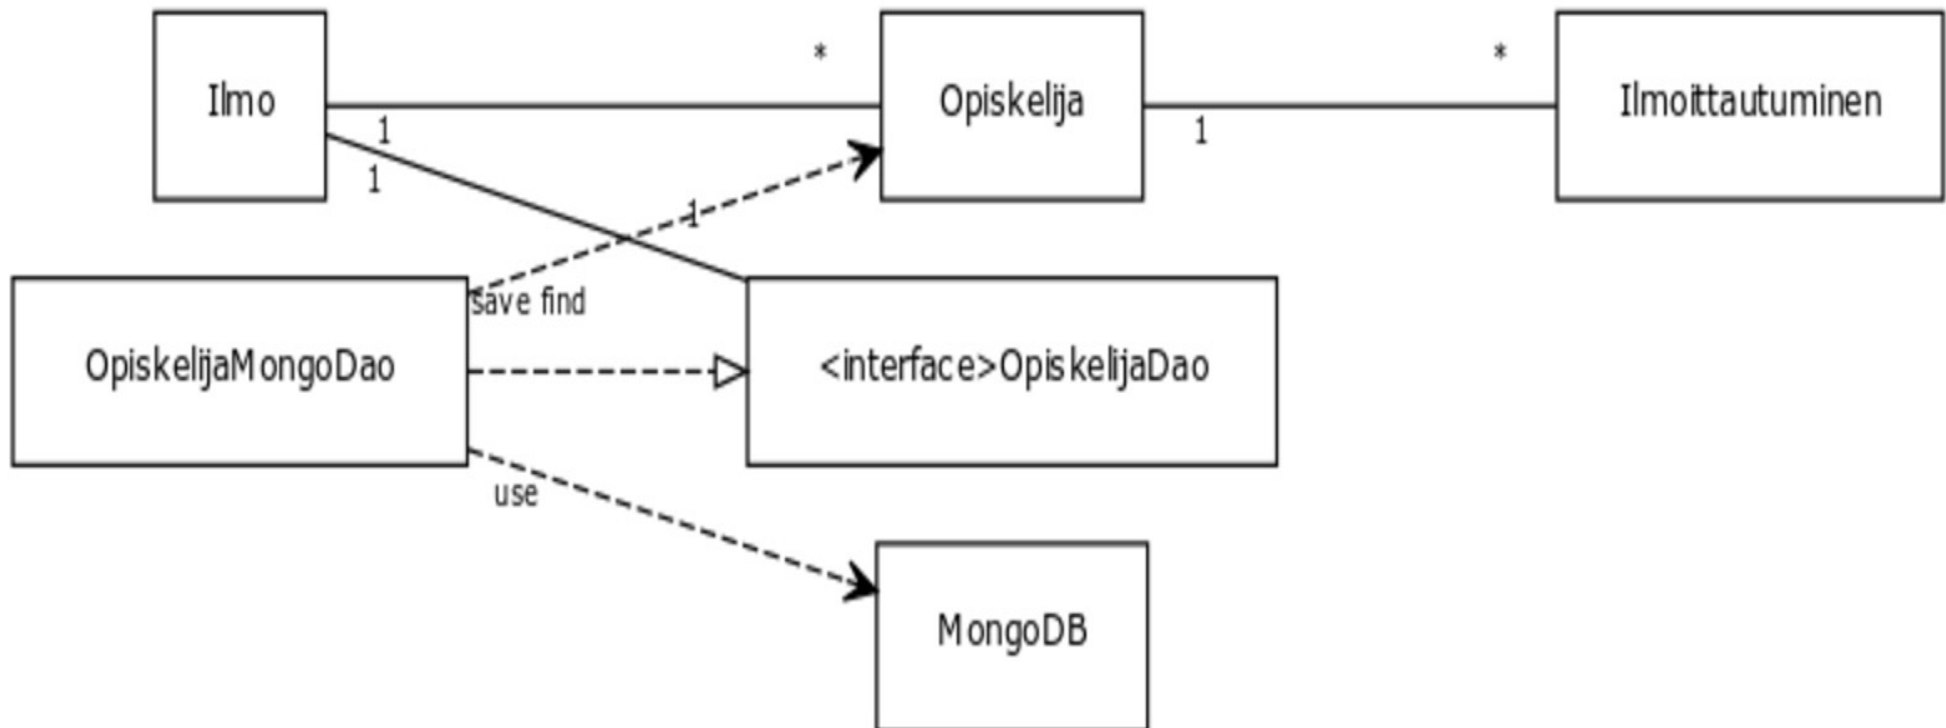 *
*
Ilmo
Opiskelija
Ilmoittautuminen
1
1
1
1
save find
OpiskelijaMongoDao
<interface>OpiskelijaDao
use
MongoDB